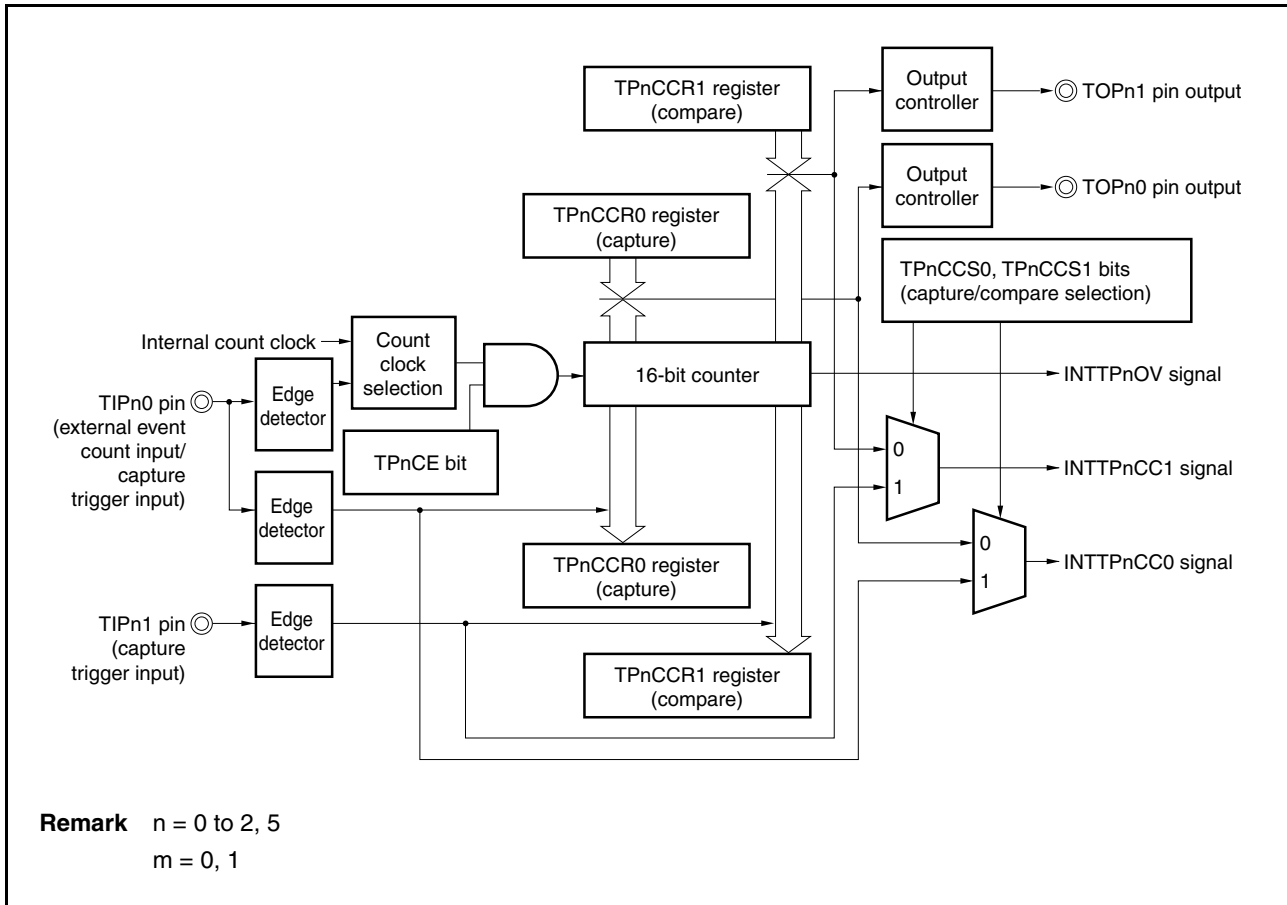 TPnCCR1 register
(compare)
Output
controller
TOPn1 pin output
Output
controller
TOPn0 pin output
TPnCCR0 register
(capture)
TPnCCS0, TPnCCS1 bits
(capture/compare selection)
Internal count clock
Count
clock
selection
16-bit counter
INTTPnOV signal
TIPn0 pin
(external event
count input/
capture
trigger input)
Edge
detector
TPnCE bit
0
1
INTTPnCC1 signal
Edge
detector
TPnCCR0 register
(capture)
0
1
INTTPnCC0 signal
TIPn1 pin
(capture
trigger input)
Edge
detector
TPnCCR1 register
(compare)
Remark n = 0 to 2, 5
m = 0, 1